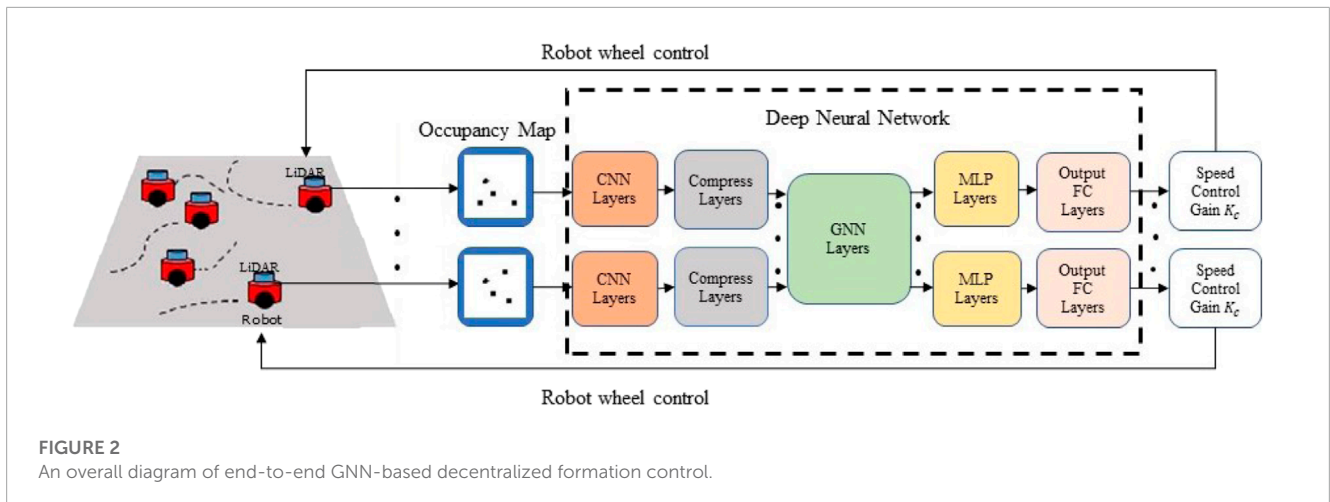 Robot wheel control
Deep Neural Network
Occupancy Map
LiDAR
CNN
Layers
Compress
Layers
GNN
Layers
MLP
Layers
Output
FC
Layers
Speed
Control
Gain K_c
LiDAR
Robot
CNN
Layers
Compress
Layers
MLP
Layers
Output
FC
Layers
Speed
Control
Gain K_c
Robot wheel control
FIGURE 2
An overall diagram of end-to-end GNN-based decentralized formation control.